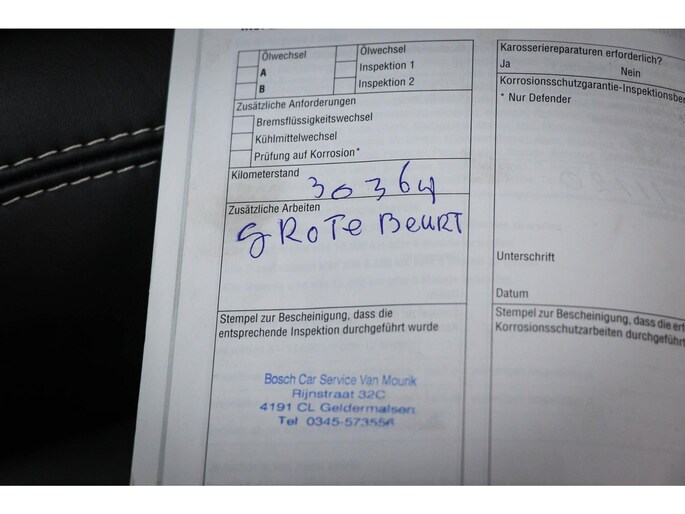 Ölwechsel
Ölwechsel
A
Inspektion 1
B
Inspektion 2
Zusätzliche Anforderungen
Bremsflüssigkeitswechsel
Kühlmittelwechsel
Prüfung auf Korrosion*
Kilometerstand
30364
Zusätzliche Arbeiten
GROTE BEURT
Stempel zur Bescheinigung, dass die
entsprechende Inspektion durchgeführt wurde
Bosch Car Service Van Mourik
Rijnstraat 32C
4191 CL Geldermalsen
Tel 0345-573556
Karosseriereparaturen erforderlich?
Ja
Nein
* Nur Defender
Unterschrift
Datum
Stempel zur Bescheinigung, dass die
Korrosionsschutzarbeiten durchgeführt